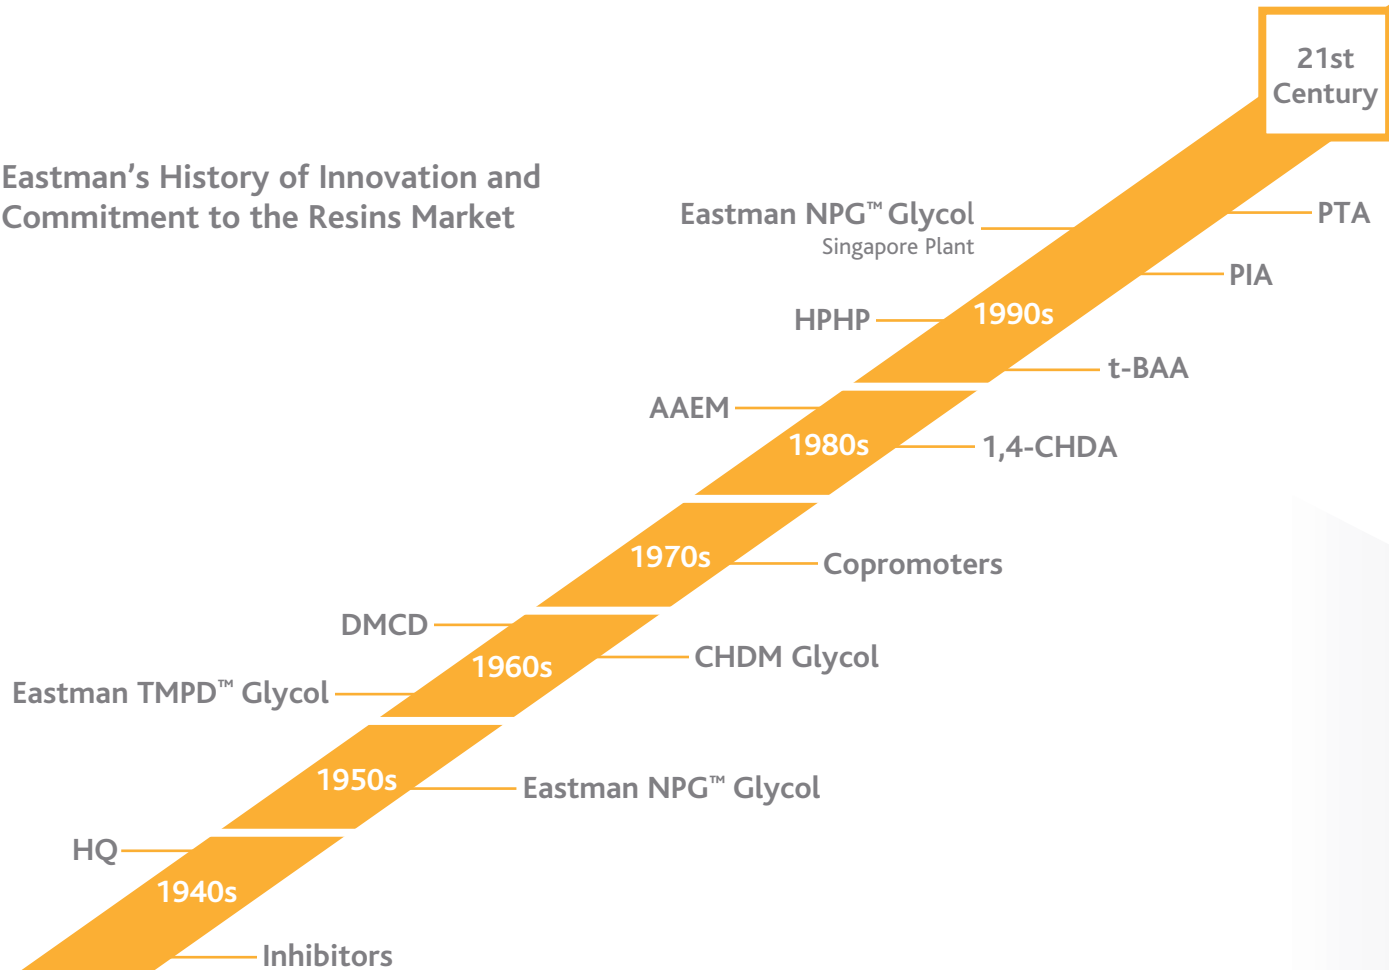 21st
Century
Eastman’s History of Innovation and
Commitment to the Resins Market
Eastman NPG™ Glycol
Singapore Plant
PTA
PIA
HPHP
1990s
t-BAA
AAEM
1980s
1,4-CHDA
1970s
Copromoters
DMCD
1960s
CHDM Glycol
Eastman TMPD™ Glycol
1950s
Eastman NPG™ Glycol
HQ
1940s
Inhibitors